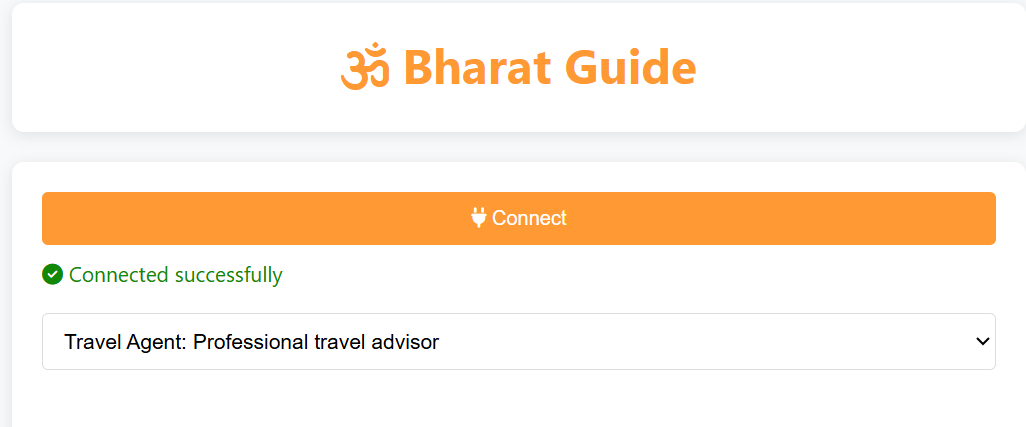 ॐ Bharat Guide
Connect
Connected successfully
Travel Agent: Professional travel advisor